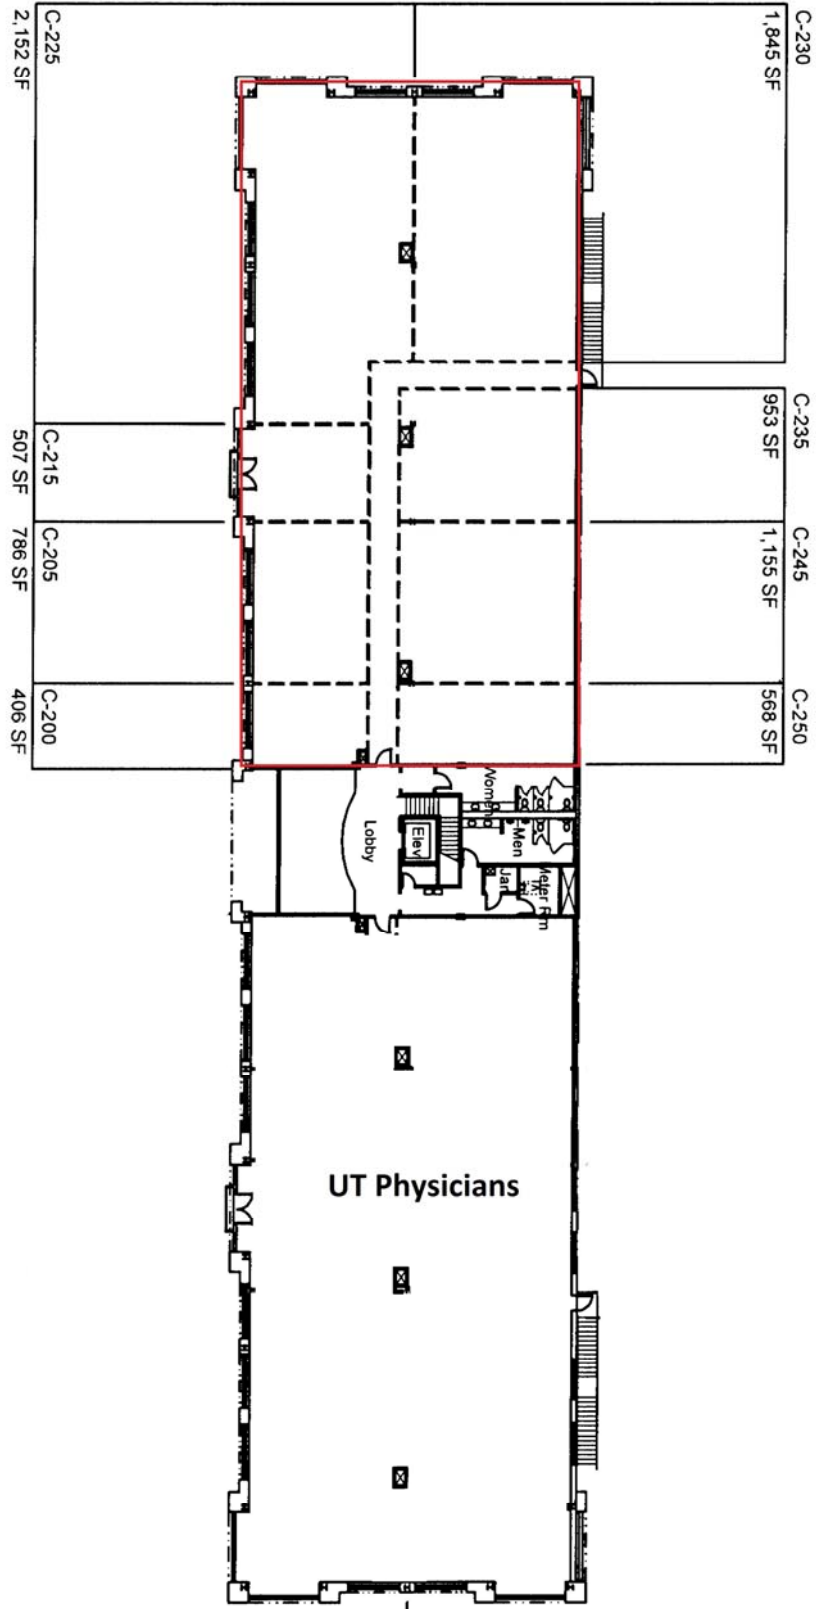 C-225
2,152 SF
C-230
1,845 SF
C-235
953 SF
C-215
507 SF
C-205
786 SF
C-245
1,155 SF
C-200
406 SF
C-250
568 SF
Women
Men
Elev
Lobby
Jan
Meter Rm
UT Physicians